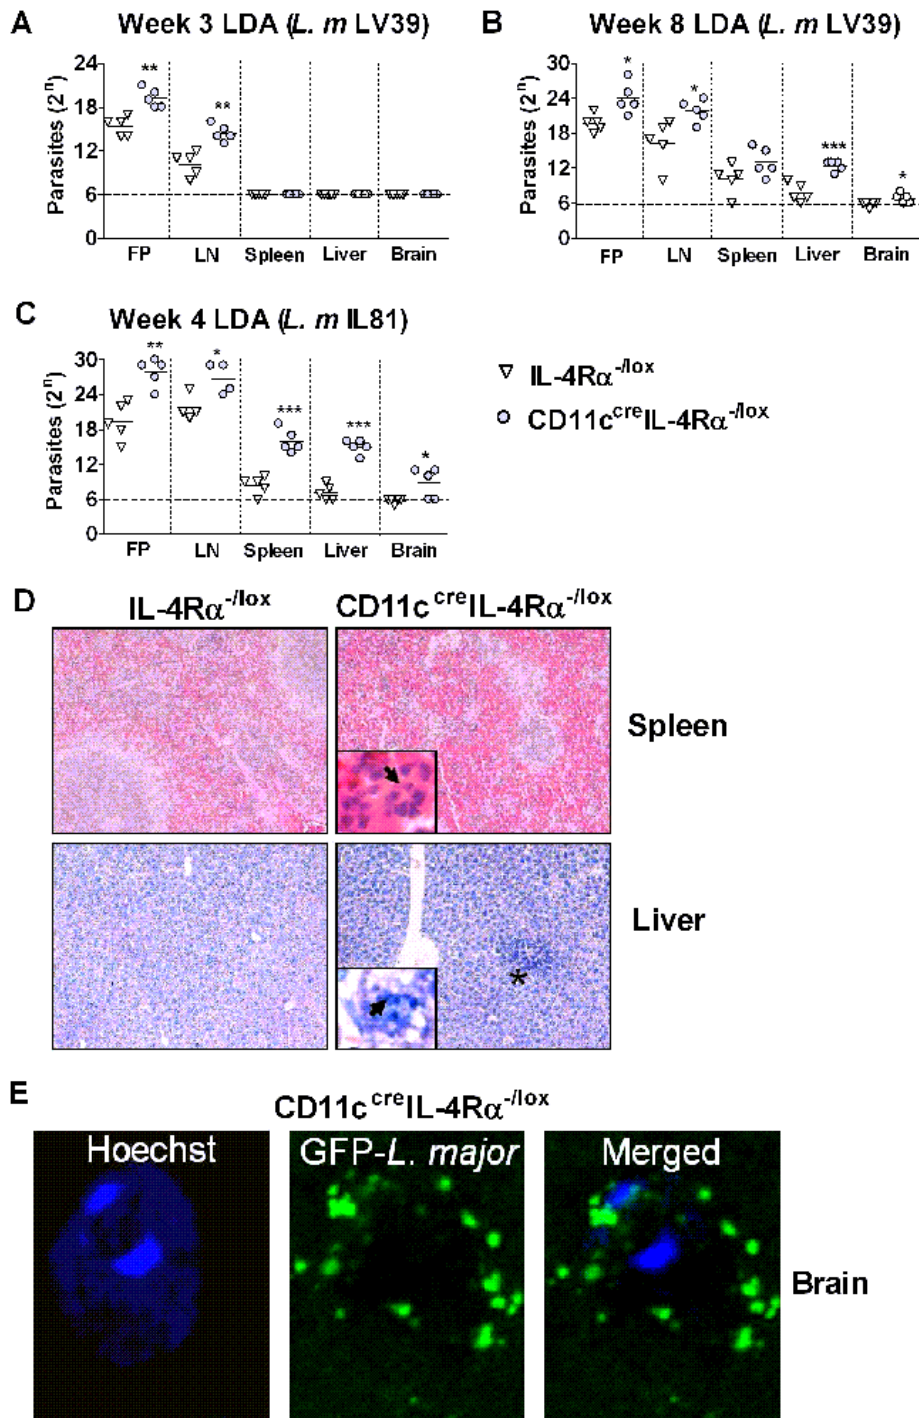 A
Week 3 LDA (L. m LV39)
Parasites (2ⁿ)
24
18
12
6
0
** **
FP LN Spleen Liver Brain
B
Week 8 LDA (L. m LV39)
Parasites (2ⁿ)
30
24
18
12
6
0
* * *** *
FP LN Spleen Liver Brain
C
Week 4 LDA (L. m IL81)
Parasites (2ⁿ)
30
24
18
12
6
0
** * *** *** *
FP LN Spleen Liver Brain
IL-4Rα⁻/ˡᵒˣ
CD11cᶜʳᵉIL-4Rα⁻/ˡᵒˣ
D
IL-4Rα⁻/ˡᵒˣ CD11cᶜʳᵉIL-4Rα⁻/ˡᵒˣ
Spleen
Liver
*
E
CD11cᶜʳᵉIL-4Rα⁻/ˡᵒˣ
Hoechst GFP-L. major Merged
Brain